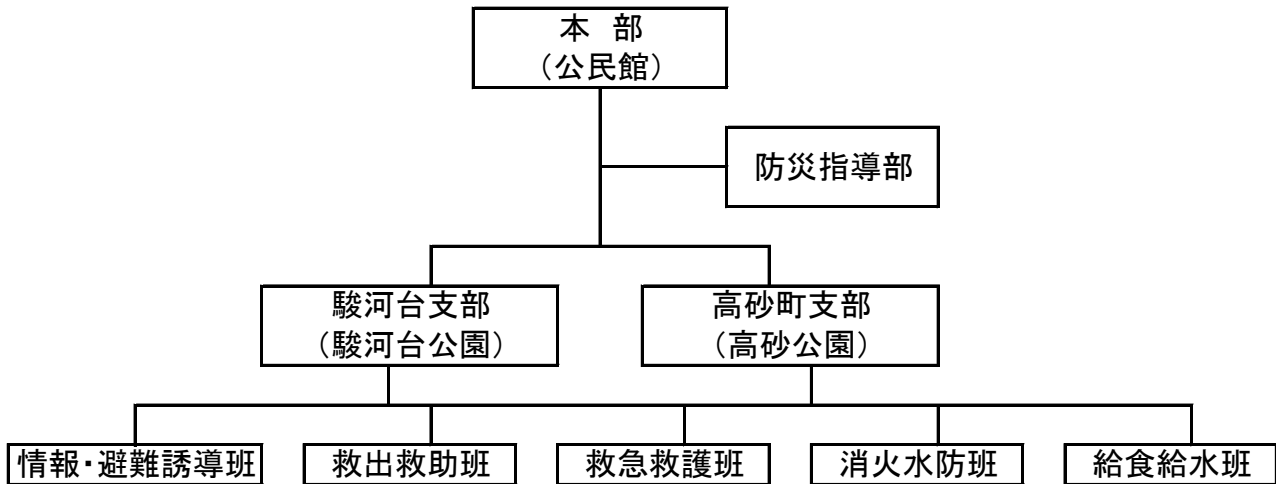 本 部
（公民館）
防災指導部
駿河台支部
（駿河台公園）
高砂町支部
（高砂公園）
情報・避難誘導班
救出救助班
救急救護班
消火水防班
給食給水班